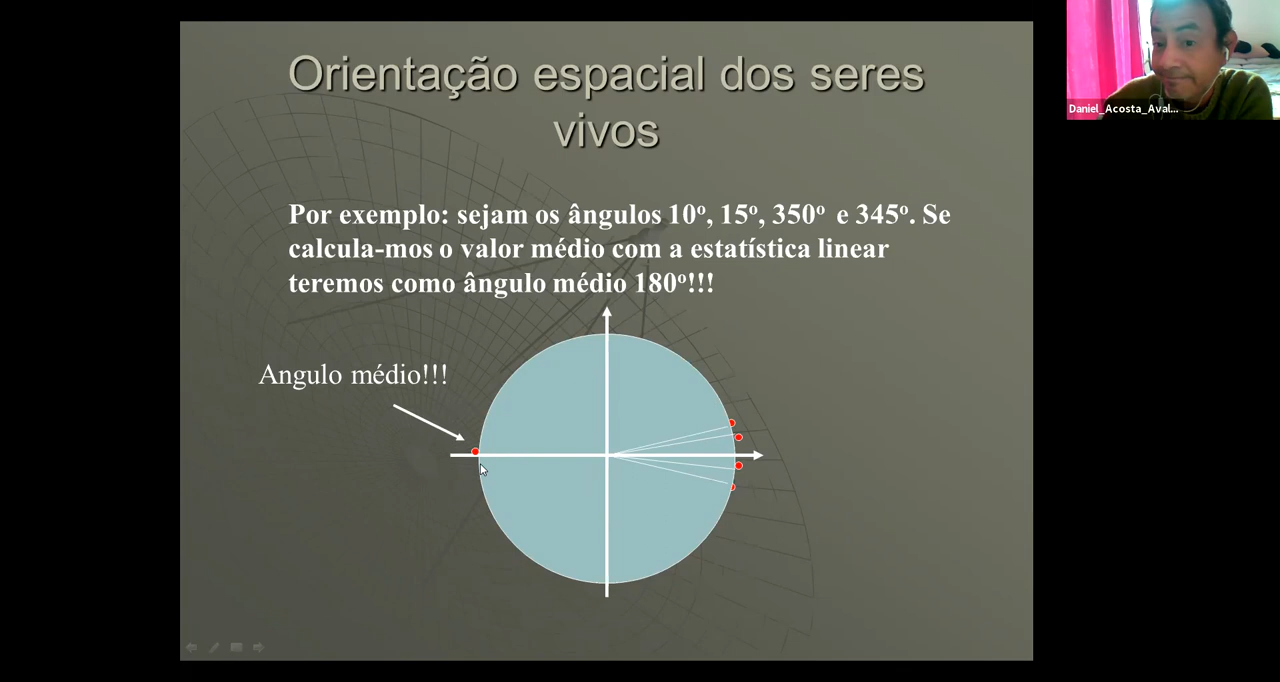 Orientação espacial dos seres
vivos
Por exemplo: sejam os ângulos 10º, 15º, 350º e 345º. Se
calcula-mos o valor médio com a estatística linear
teremos como ângulo médio 180º!!!
Angulo médio!!!
Daniel_Acosta_Aval...